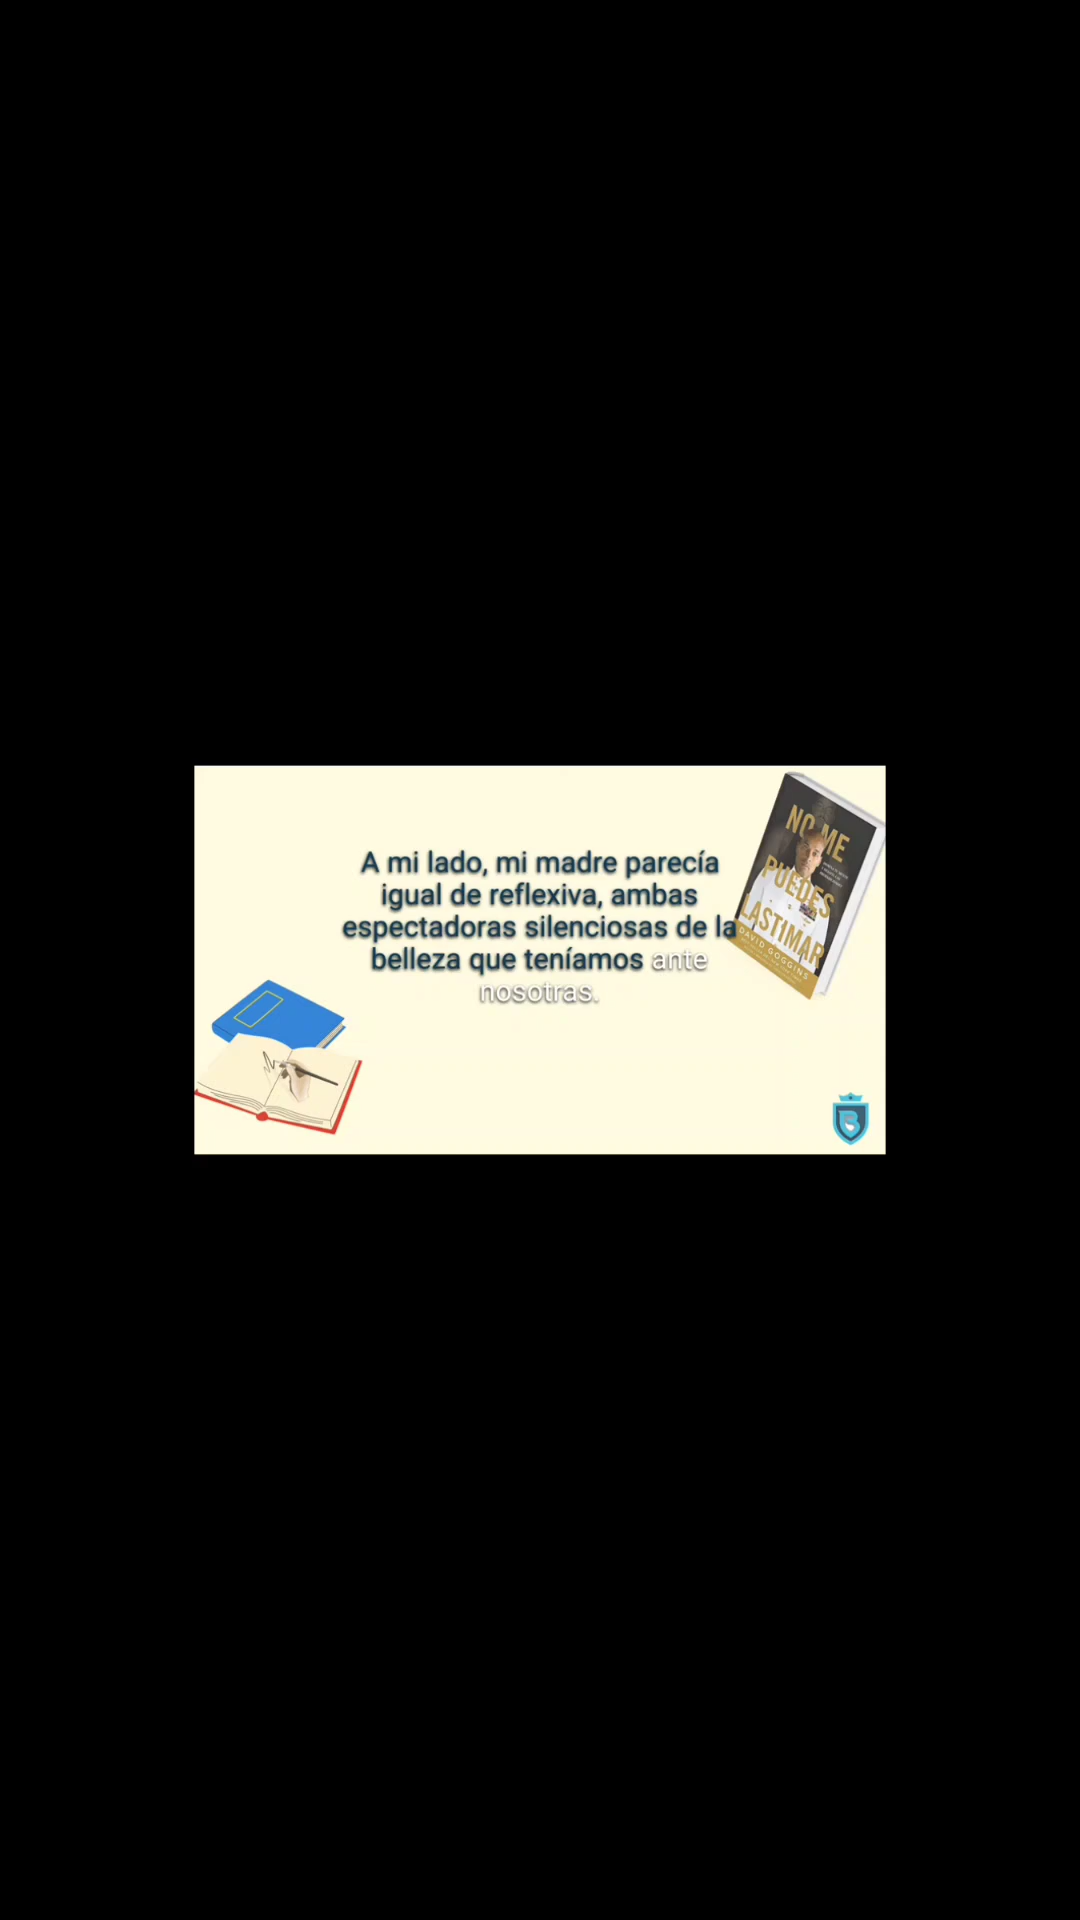 A mi lado, mi madre parecía
igual de reflexiva, ambas
espectadoras silenciosas de la
belleza que teníamos ante
nosotras.
NO ME
PUEDES
LASTIMAR
DAVID GOGGINS